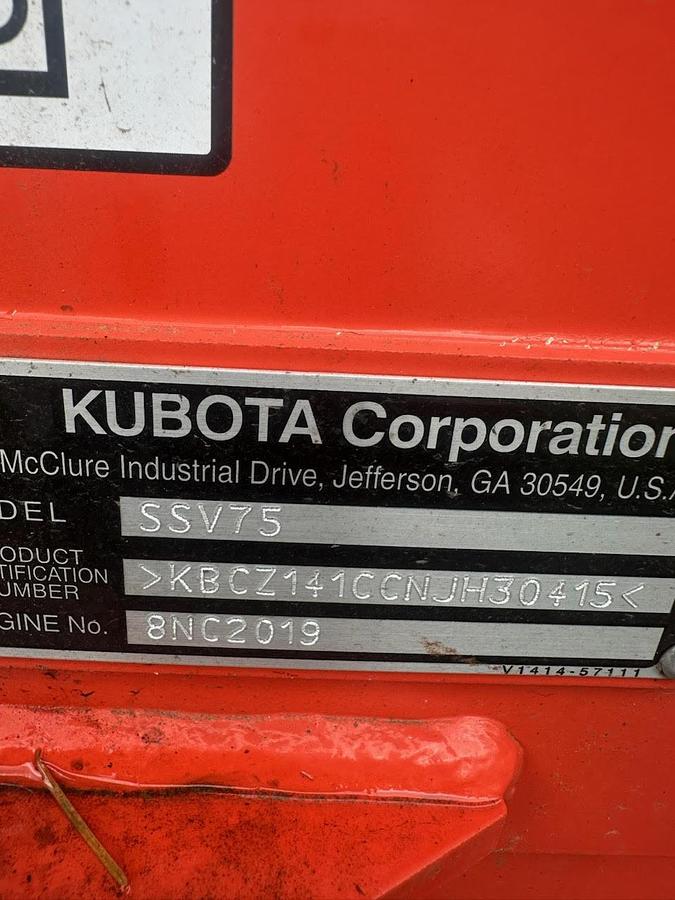 KUBOTA Corporation
McClure Industrial Drive, Jefferson, GA 30549, U.S.A
DEL SSV75
ODUCT
TIFICATION
UMBER >KBCZ141CCNJH30415<
GINE No. 8NC2019
V1414-57111